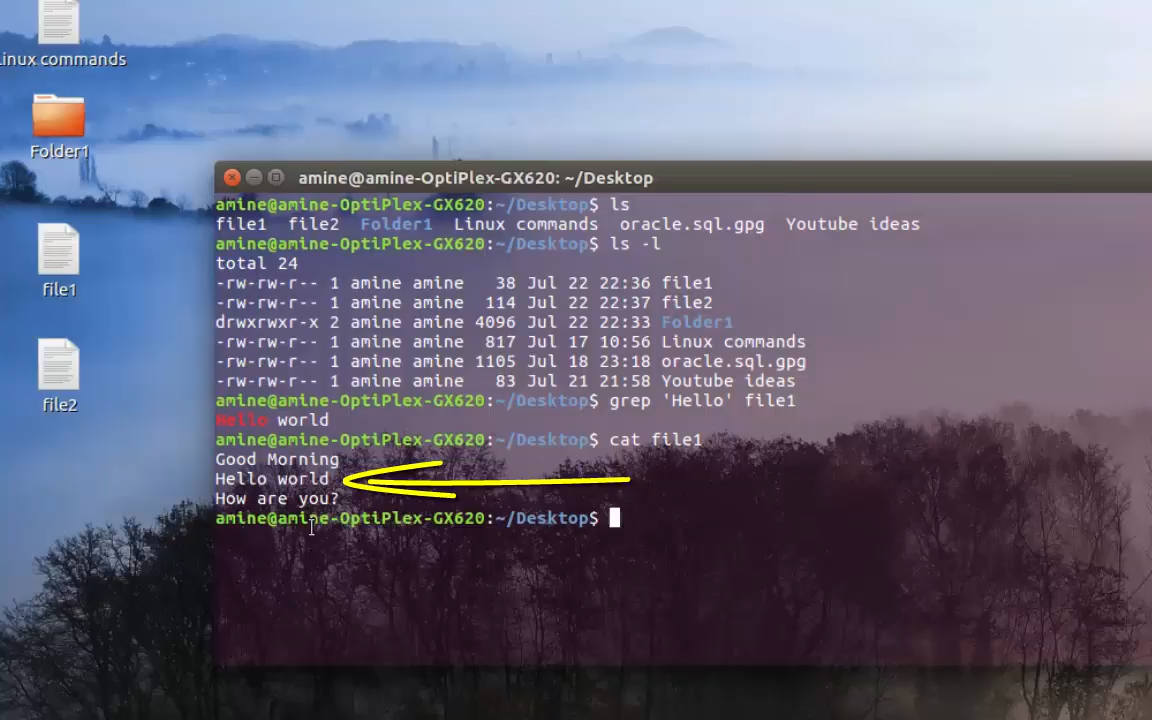 Linux commands
Folder1
file1
file2
amine@amine-OptiPlex-GX620: ~/Desktop
amine@amine-OptiPlex-GX620:~/Desktop$ ls
file1  file2  Folder1  Linux commands  oracle.sql.gpg  Youtube ideas
amine@amine-OptiPlex-GX620:~/Desktop$ ls -l
total 24
-rw-rw-r-- 1 amine amine   38 Jul 22 22:36 file1
-rw-rw-r-- 1 amine amine  114 Jul 22 22:37 file2
drwxrwxr-x 2 amine amine 4096 Jul 22 22:33 Folder1
-rw-rw-r-- 1 amine amine  817 Jul 17 10:56 Linux commands
-rw-rw-r-- 1 amine amine 1105 Jul 18 23:18 oracle.sql.gpg
-rw-rw-r-- 1 amine amine   83 Jul 21 21:58 Youtube ideas
amine@amine-OptiPlex-GX620:~/Desktop$ grep 'Hello' file1
Hello world
amine@amine-OptiPlex-GX620:~/Desktop$ cat file1
Good Morning
Hello world
How are you?
amine@amine-OptiPlex-GX620:~/Desktop$